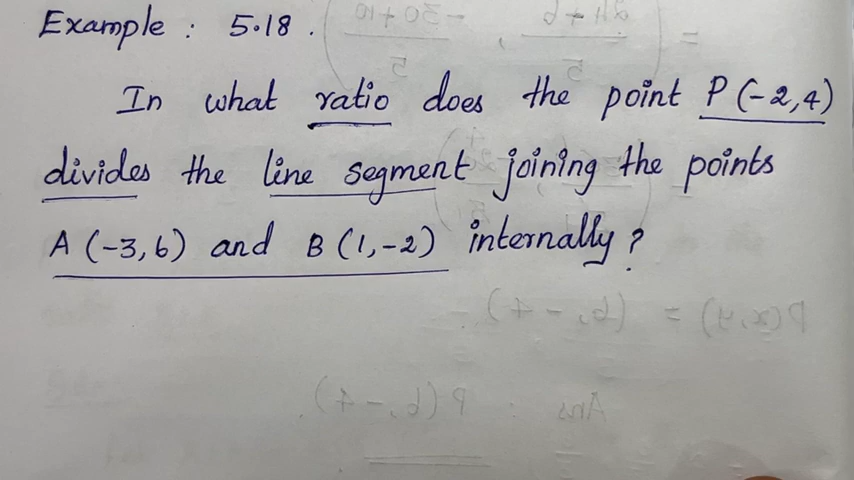 Example : 5.18 .
In what ratio does the point P (-2,4)
divides the line segment joining the points
A (-3,6) and B (1,-2) internally?